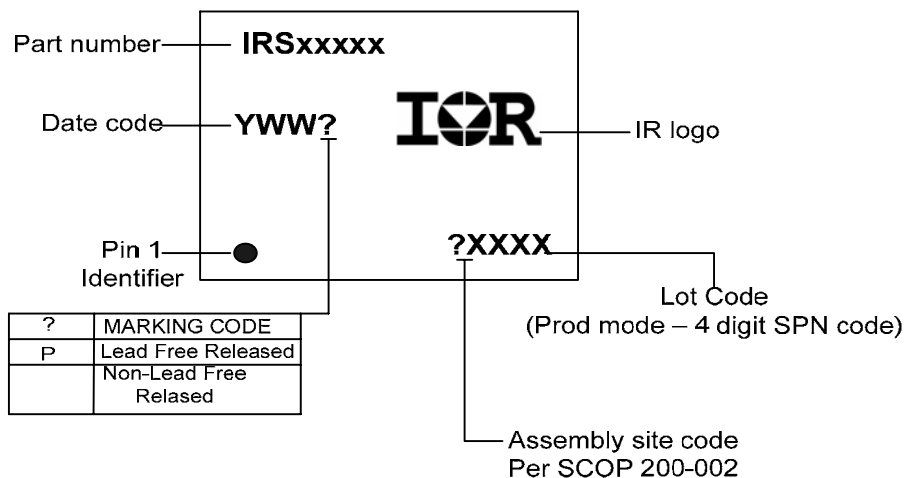 Part number
IRSxxxxx
Date code
YWW?
IOR
IR logo
Pin 1
Identifier
?XXXX
Lot Code
(Prod mode – 4 digit SPN code)
? MARKING CODE
P Lead Free Released
Non-Lead Free
Relased
Assembly site code
Per SCOP 200-002